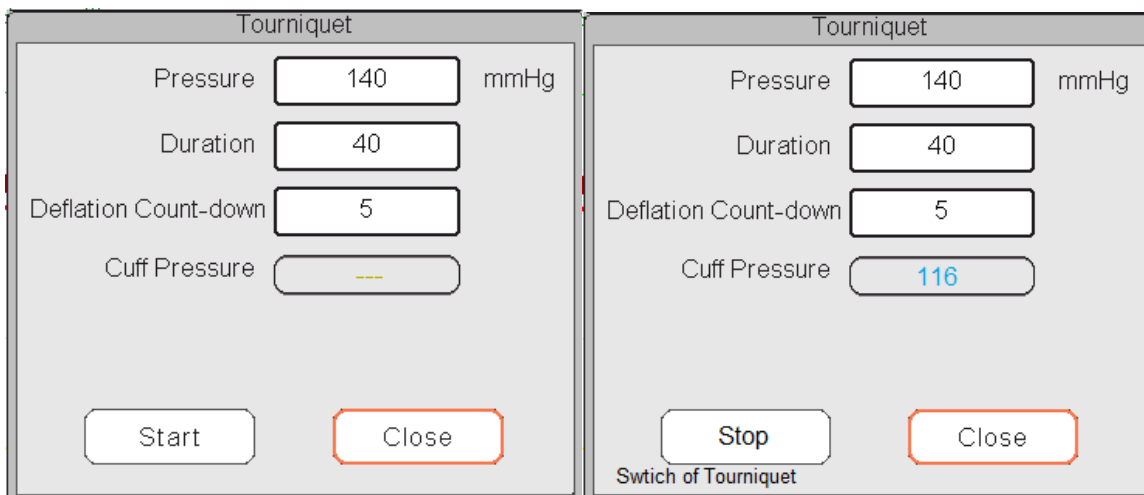 Tourniquet
Pressure 140 mmHg
Duration 40
Deflation Count-down 5
Cuff Pressure ---
Start Close
Tourniquet
Pressure 140 mmHg
Duration 40
Deflation Count-down 5
Cuff Pressure 116
Stop Close
Swtich of Tourniquet